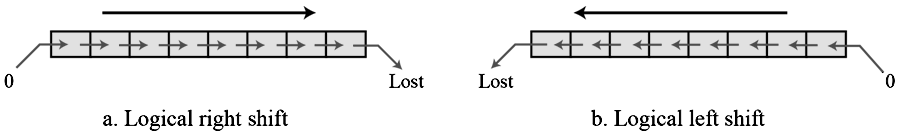 0
Lost
Lost
0
a. Logical right shift
b. Logical left shift